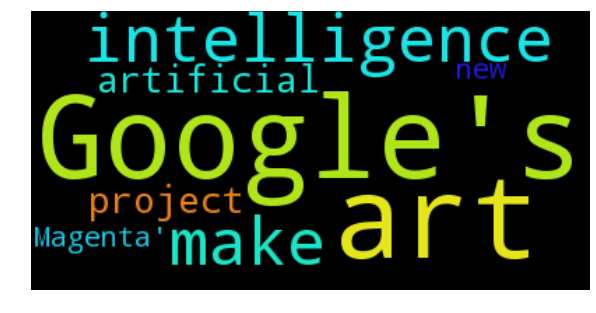 intelligence
artificial new
Google's
project art
Magenta' make